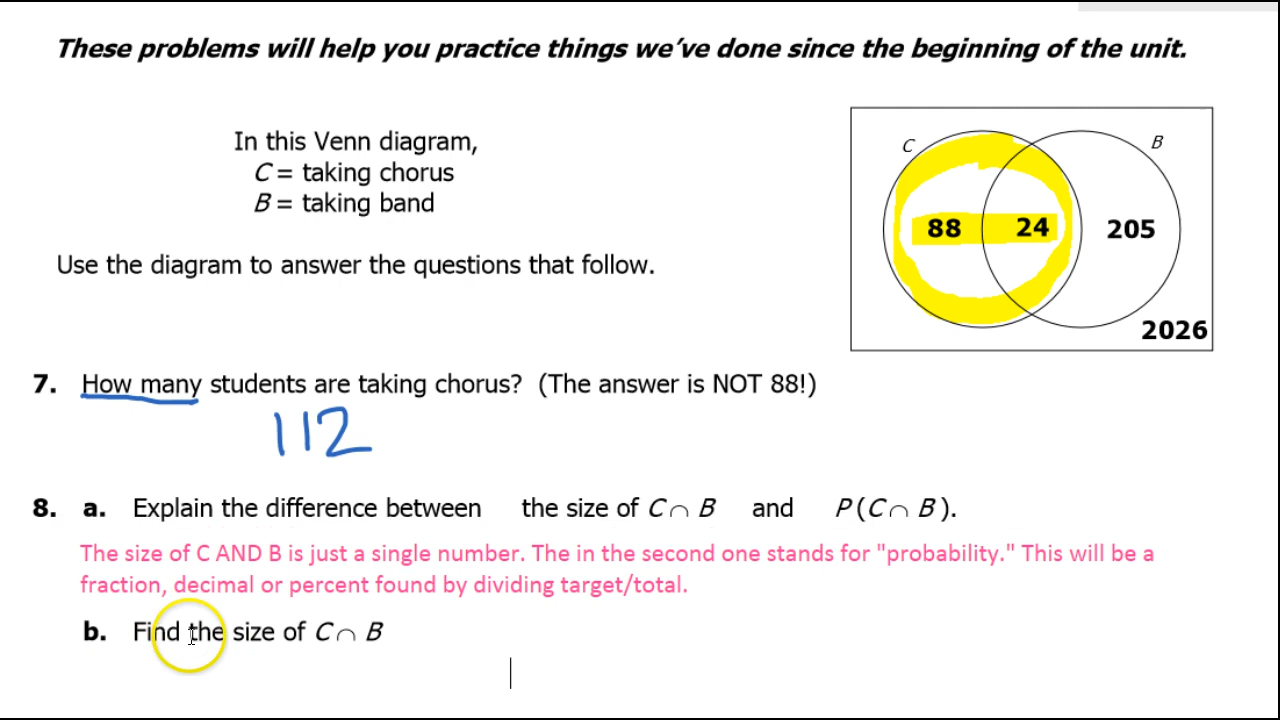 These problems will help you practice things we've done since the beginning of the unit.
In this Venn diagram,
C = taking chorus
B = taking band
Use the diagram to answer the questions that follow.
C
B
88
24
205
2026
7. How many students are taking chorus? (The answer is NOT 88!)
112
8. a. Explain the difference between the size of C ∩ B and P(C ∩ B).
The size of C AND B is just a single number. The in the second one stands for "probability." This will be a
fraction, decimal or percent found by dividing target/total.
b. Find the size of C ∩ B